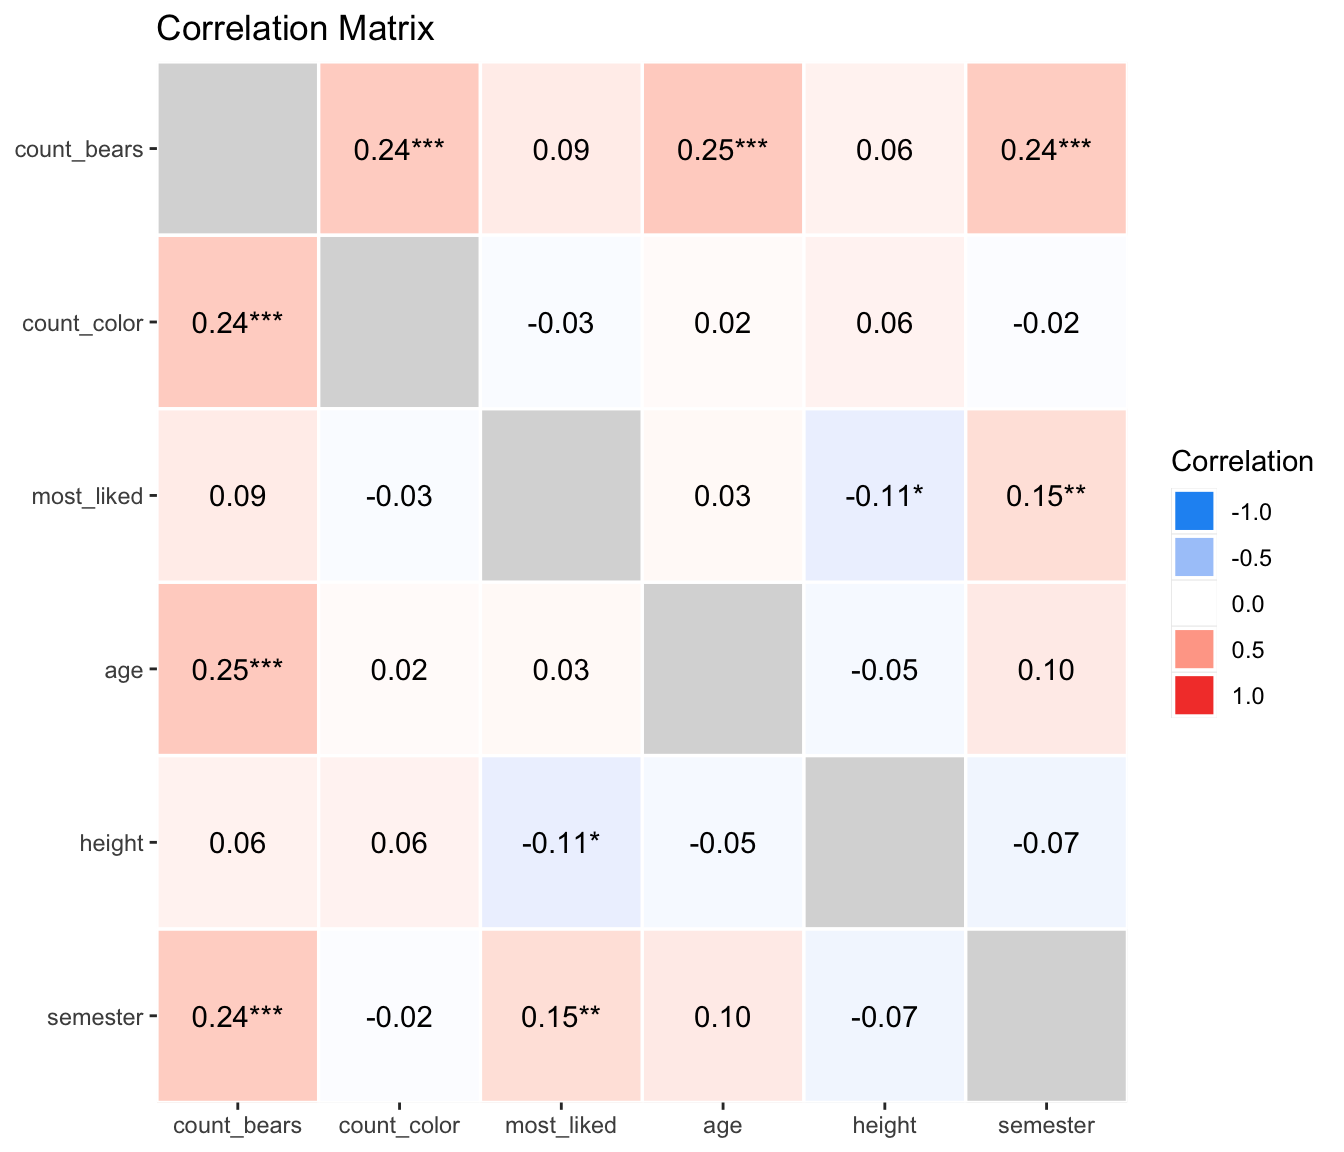 Correlation Matrix
count_bears 0.24*** 0.09 0.25*** 0.06 0.24***
count_color 0.24*** -0.03 0.02 0.06 -0.02
most_liked 0.09 -0.03 0.03 -0.11* 0.15**
age 0.25*** 0.02 0.03 -0.05 0.10
height 0.06 0.06 -0.11* -0.05 -0.07
semester 0.24*** -0.02 0.15** 0.10 -0.07
count_bears count_color most_liked age height semester
Correlation
-1.0
-0.5
0.0
0.5
1.0